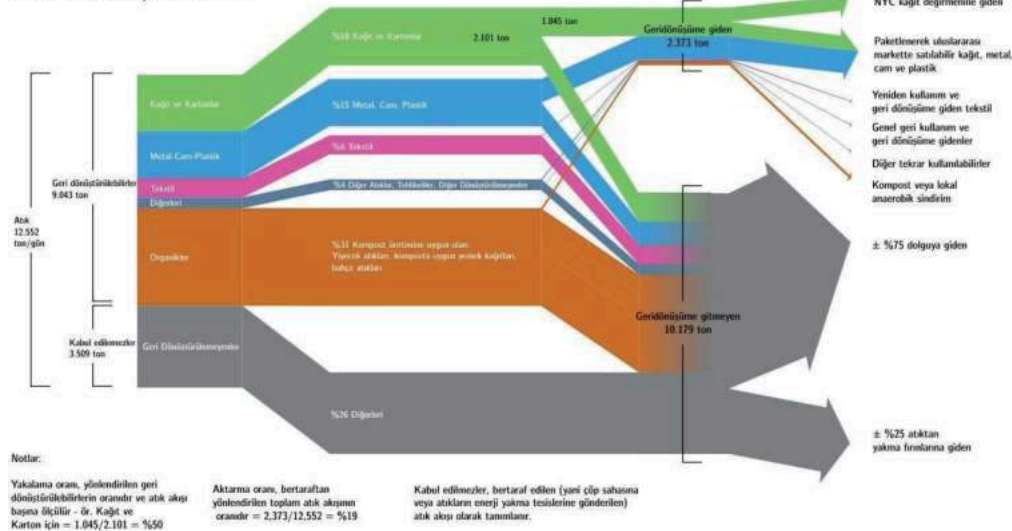 NYC kağıt değirmenine giden
1.045 ton
%18 Kağıt ve Kartonlar
2.101 ton
Geridönüşüme giden
2.373 ton
Paketlenerek uluslararası
markette satılabilir kağıt, metal,
cam ve plastik
Kağıt ve Kartonlar
%15 Metal, Cam, Plastik
Yeniden kullanım ve
geri dönüşüme giden tekstil
Genel geri kullanım ve
geri dönüşüme gidenler
%6 Tekstil
Metal-Cam-Plastik
Diğer tekrar kullanılabilirler
Geri dönüştürülebilirler
9.043 ton
Tekstil
%4 Diğer Atıklar, Tehlikeliler, Diğer Dönüştürülemeyenler
Kompost veya lokal
anaerobik sindirim
Diğerleri
Atık
12.552
ton/gün
Organikler
%31 Kompost üretimine uygun olan:
Yiyecek atıkları, komposta uygun yemek kağıtları,
bahçe atıkları
± %75 dolguya giden
Geridönüşüme gitmeyen
10.179 ton
Kabul edilmezler
3.509 ton
Geri Dönüştürülemeyenler
%26 Diğerleri
± %25 atıktan
yakma fırınlarına giden
Notlar:
Yakalama oranı, yönlendirilen geri
dönüştürülebilirlerin oranıdır ve atık akışı
başına ölçülür - ör. Kağıt ve
Karton için = 1.045/2.101 = %50
Aktarma oranı, bertaraftan
yönlendirilen toplam atık akışının
oranıdır = 2,373/12,552 = %19
Kabul edilmezler, bertaraf edilen (yani çöp sahasına
veya atıkların enerji yakma tesislerine gönderilen)
atık akışı olarak tanımlanır.